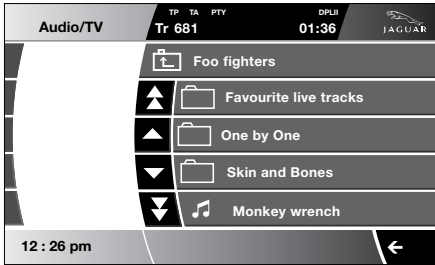 Audio/TV
TP TA PTY DPLII
Tr 681 01:36
JAGUAR
Foo fighters
Favourite live tracks
One by One
Skin and Bones
Monkey wrench
12 : 26 pm